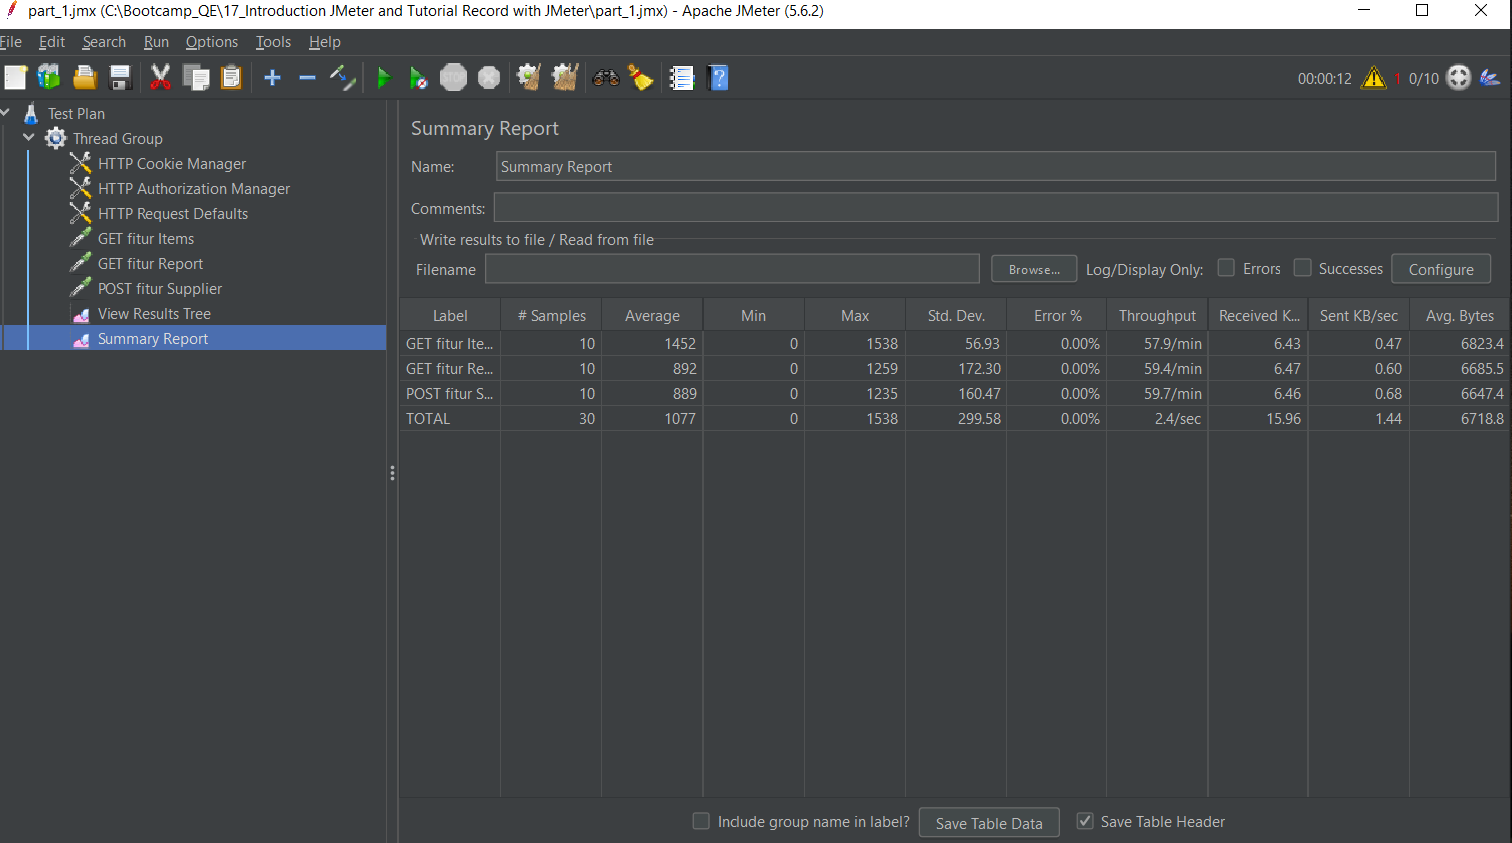 part_1.jmx (C:\Bootcamp_QE\17_Introduction JMeter and Tutorial Record with JMeter\part_1.jmx) - Apache JMeter (5.6.2)
File Edit Search Run Options Tools Help
STOP 00:00:12 1 0/10
Test Plan
Thread Group
HTTP Cookie Manager
HTTP Authorization Manager
HTTP Request Defaults
GET fitur Items
GET fitur Report
POST fitur Supplier
View Results Tree
Summary Report
Summary Report
Name: Summary Report
Comments:
Write results to file / Read from file
Filename Browse... Log/Display Only: Errors Successes Configure
Label # Samples Average Min Max Std. Dev. Error % Throughput Received K... Sent KB/sec Avg. Bytes
GET fitur Ite... 10 1452 0 1538 56.93 0.00% 57.9/min 6.43 0.47 6823.4
GET fitur Re... 10 892 0 1259 172.30 0.00% 59.4/min 6.47 0.60 6685.5
POST fitur S... 10 889 0 1235 160.47 0.00% 59.7/min 6.46 0.68 6647.4
TOTAL 30 1077 0 1538 299.58 0.00% 2.4/sec 15.96 1.44 6718.8
Include group name in label? Save Table Data Save Table Header